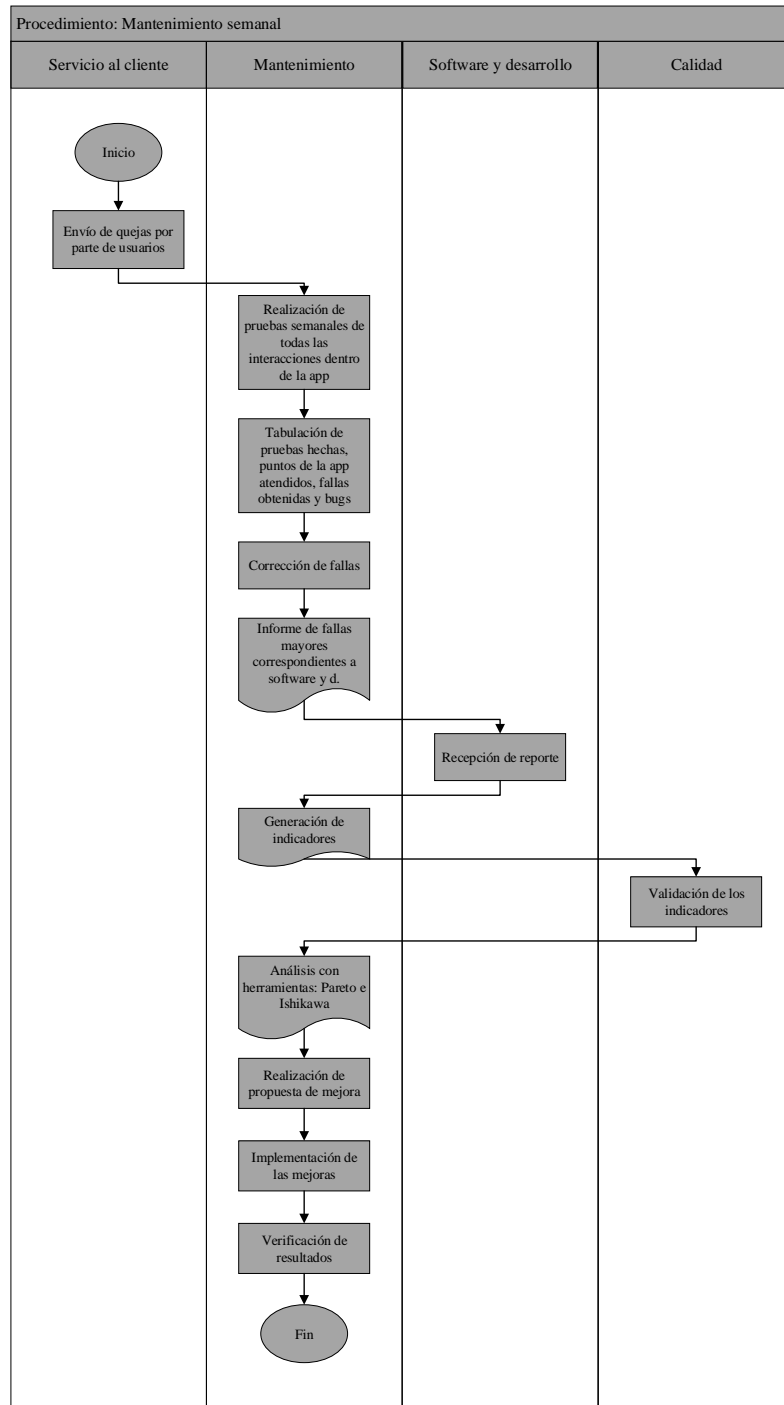 Procedimiento: Mantenimiento semanal
Servicio al cliente
Mantenimiento
Software y desarrollo
Calidad
Inicio
Envío de quejas por
parte de usuarios
Realización de
pruebas semanales de
todas las
interacciones dentro
de la app
Tabulación de
pruebas hechas,
puntos de la app
atendidos, fallas
obtenidas y bugs
Corrección de fallas
Informe de fallas
mayores
correspondientes a
software y d.
Recepción de reporte
Generación de
indicadores
Validación de los
indicadores
Análisis con
herramientas: Pareto e
Ishikawa
Realización de
propuesta de mejora
Implementación de
las mejoras
Verificación de
resultados
Fin